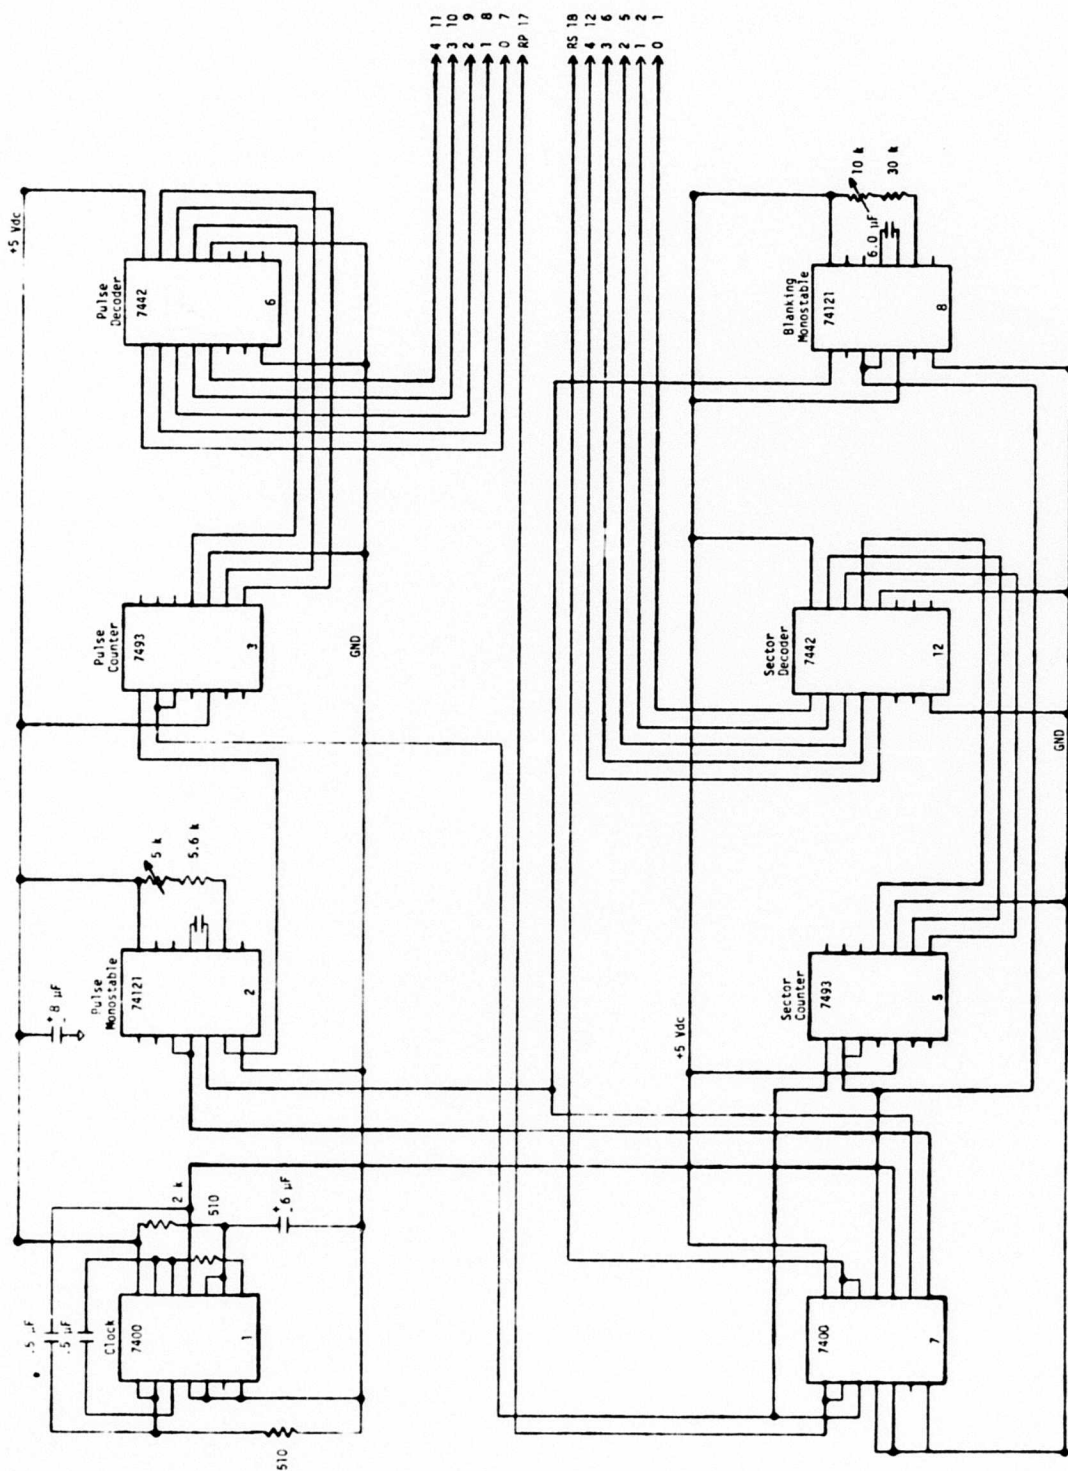 4 11
3 10
2 9
1 8
0 7
RP 17
RS 18
4 12
3 6
2 5
1 2
0 1
+5 Vdc
Pulse
Decoder
7442
6
Pulse
Counter
7493
3
GND
Pulse
Monostable
74121
2
5 k
5.6 k
+ 8 µF
-
Clock
7400
1
2 k
510
+ 6 µF
-
.5 µF
.5 µF
510
Blanking
Monostable
74121
8
10 k
30 k
6.0 µF
Sector
Decoder
7442
12
GND
Sector
Counter
7493
5
+5 Vdc
7400
7